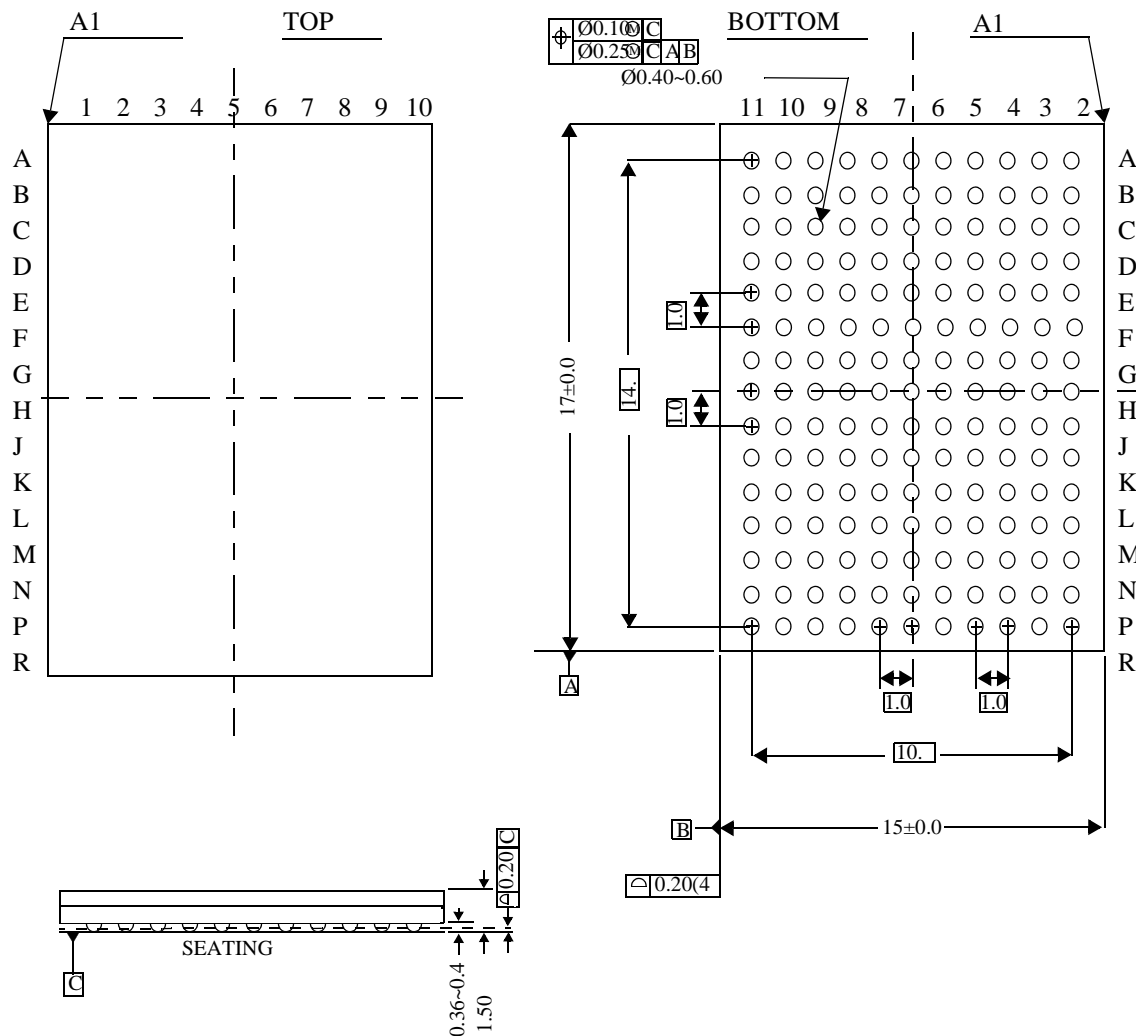 A1 TOP
1 2 3 4 5 6 7 8 9 10
A
B
C
D
E
F
G
H
J
K
L
M
N
P
R
Ø0.10Ⓜ C
Ø0.25Ⓜ C A B
Ø0.40~0.60
BOTTOM A1
11 10 9 8 7 6 5 4 3 2
A
B
C
D
E
F
G
H
J
K
L
M
N
P
R
1.0
1.0
14.
17±0.0
A
1.0 1.0
10.
B 15±0.0
0.20(4
0.20 C
SEATING
C
0.36~0.4
1.50